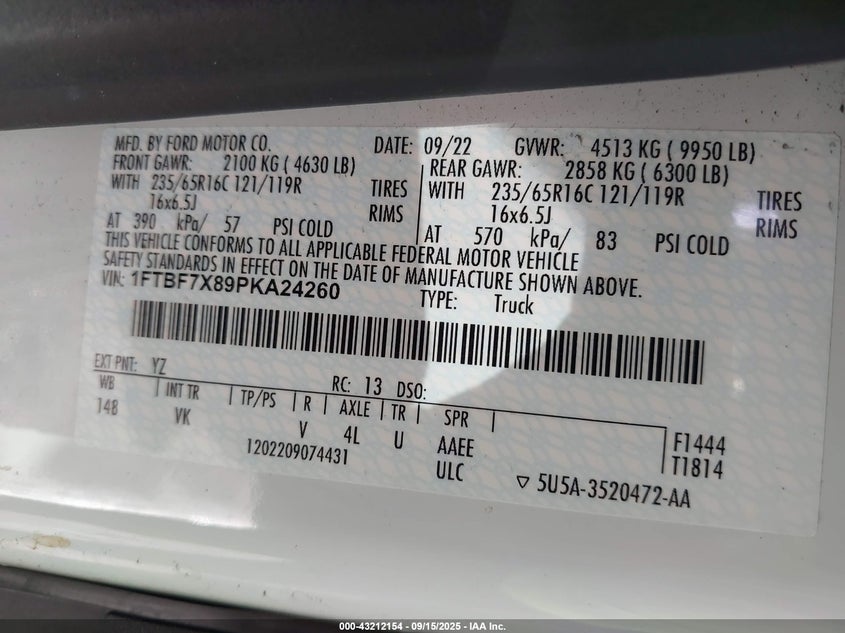 MFD. BY FORD MOTOR CO. DATE: 09/22 GVWR: 4513 KG ( 9950 LB)
FRONT GAWR: 2100 KG ( 4630 LB) REAR GAWR: 2858 KG ( 6300 LB)
WITH 235/65R16C 121/119R TIRES WITH 235/65R16C 121/119R TIRES
16x6.5J RIMS 16x6.5J RIMS
AT 390 kPa/ 57 PSI COLD AT 570 kPa/ 83 PSI COLD
THIS VEHICLE CONFORMS TO ALL APPLICABLE FEDERAL MOTOR VEHICLE
SAFETY STANDARDS IN EFFECT ON THE DATE OF MANUFACTURE SHOWN ABOVE.
VIN: 1FTBF7X89PKA24260 TYPE: Truck
EXT PNT: YZ RC: 13 DSO:
WB INT TR TP/PS R AXLE TR SPR
148 VK V 4L U AAEE F1444
1202209074431 ULC T1814
▽ 5U5A-3520472-AA
000-43212154 - 09/15/2025 - IAA Inc.